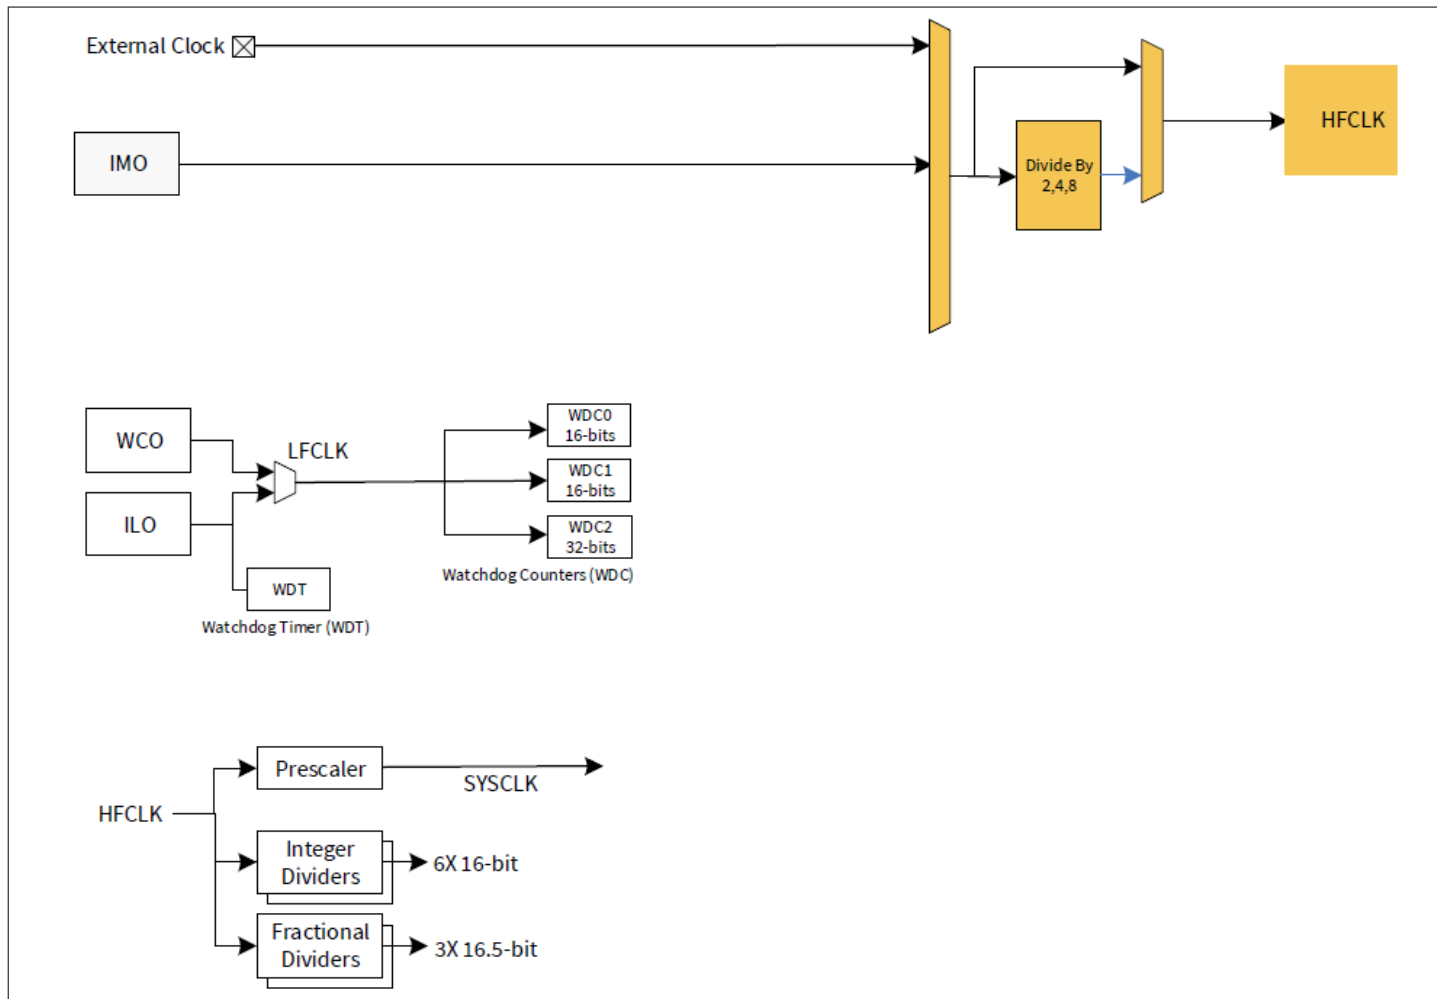 External Clock
IMO
Divide By
2,4,8
HFCLK
WCO
ILO
LFCLK
WDC0
16-bits
WDC1
16-bits
WDC2
32-bits
Watchdog Counters (WDC)
WDT
Watchdog Timer (WDT)
HFCLK
Prescaler
SYSCLK
Integer
Dividers
6X 16-bit
Fractional
Dividers
3X 16.5-bit